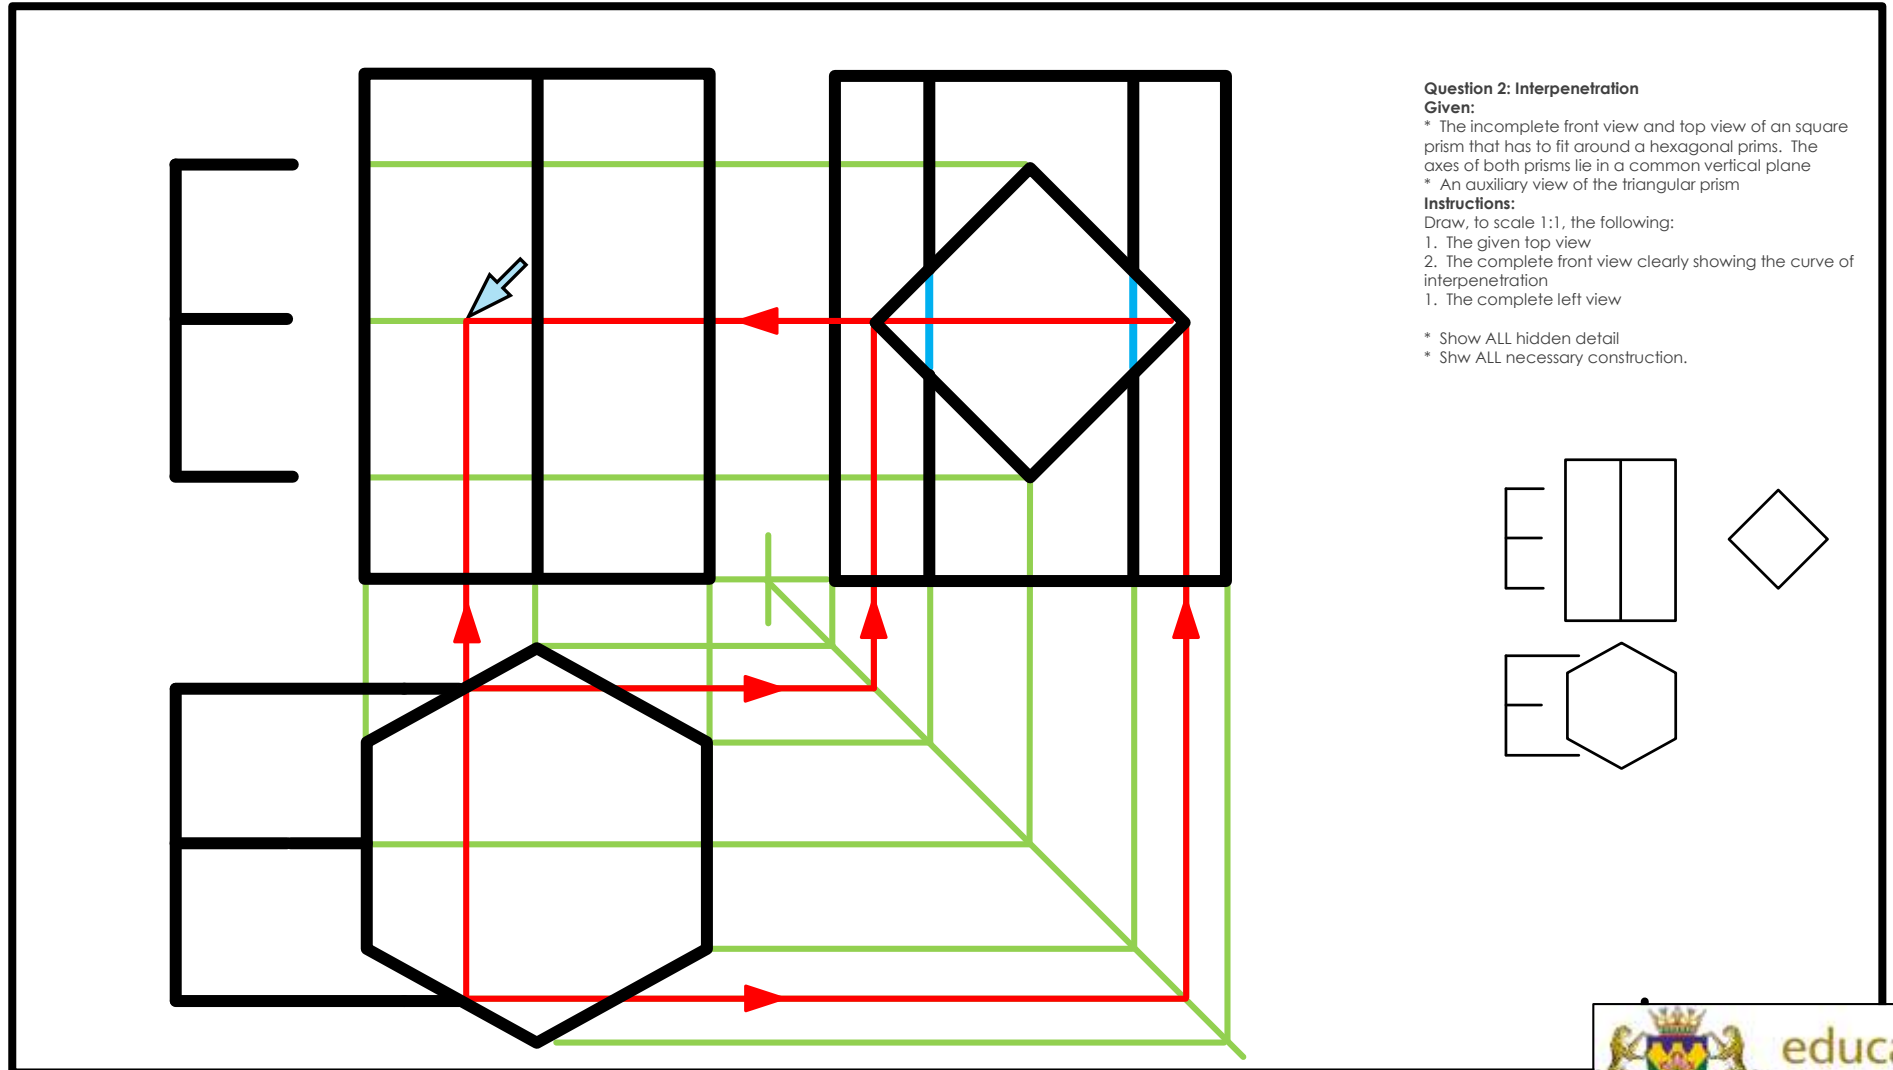 Question 2: Interpenetration
Given:
* The incomplete front view and top view of an square
prism that has to fit around a hexagonal prims. The
axes of both prisms lie in a common vertical plane
* An auxiliary view of the triangular prism
Instructions:
Draw, to scale 1:1, the following:
1. The given top view
2. The complete front view clearly showing the curve of
interpenetration
1. The complete left view
* Show ALL hidden detail
* Shw ALL necessary construction.
educa